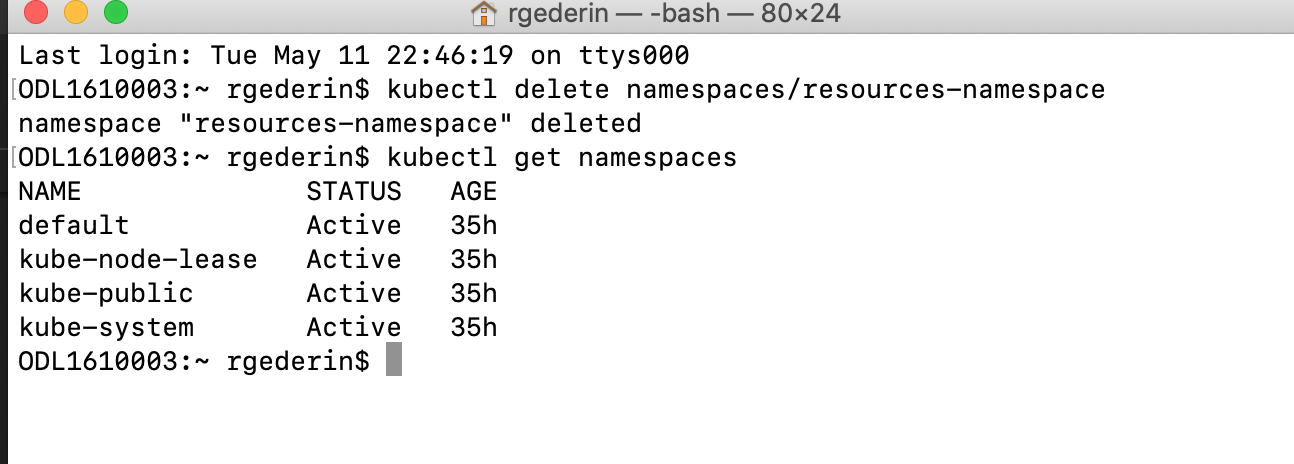 rgederin — -bash — 80×24
Last login: Tue May 11 22:46:19 on ttys000
[ODL1610003:~ rgederin$ kubectl delete namespaces/resources-namespace
namespace "resources-namespace" deleted
[ODL1610003:~ rgederin$ kubectl get namespaces
NAME              STATUS   AGE
default           Active   35h
kube-node-lease   Active   35h
kube-public       Active   35h
kube-system       Active   35h
ODL1610003:~ rgederin$